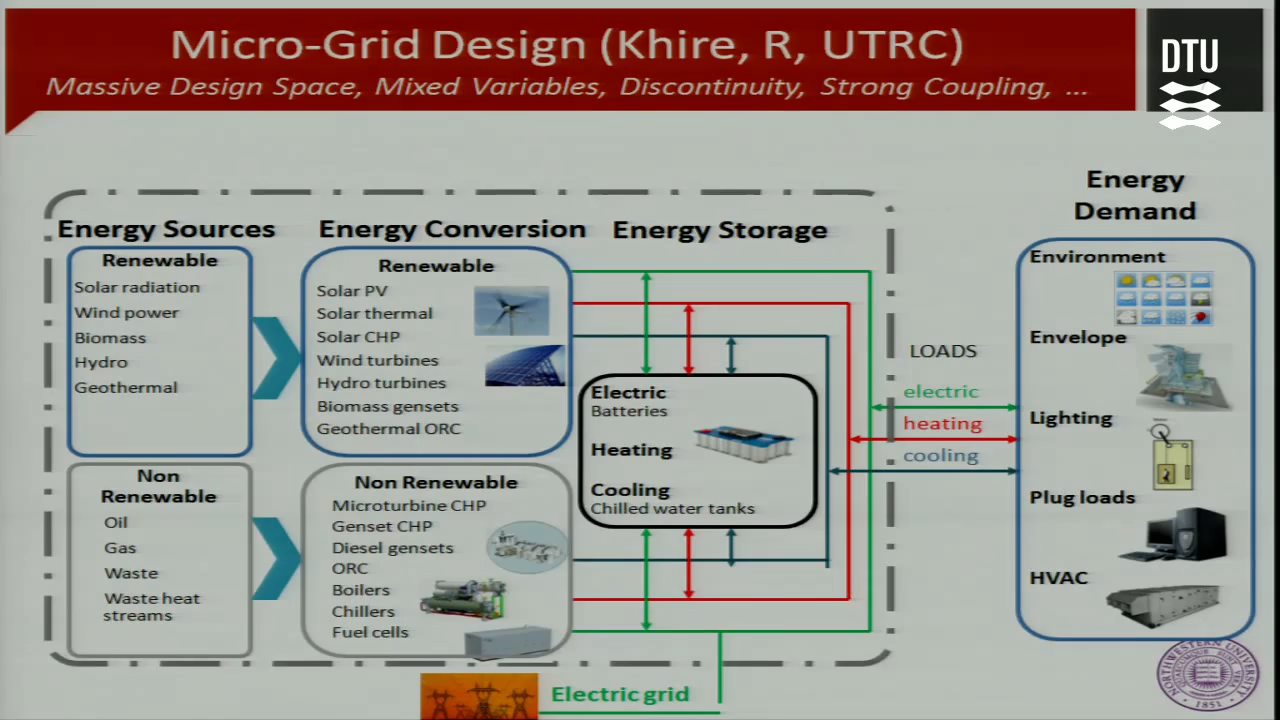 Micro-Grid Design (Khire, R, UTRC)
Massive Design Space, Mixed Variables, Discontinuity, Strong Coupling, ...
DTU
Energy Sources
Renewable
Solar radiation
Wind power
Biomass
Hydro
Geothermal
Non
Renewable
Oil
Gas
Waste
Waste heat
streams
Energy Conversion
Renewable
Solar PV
Solar thermal
Solar CHP
Wind turbines
Hydro turbines
Biomass gensets
Geothermal ORC
Non Renewable
Microturbine CHP
Genset CHP
Diesel gensets
ORC
Boilers
Chillers
Fuel cells
Energy Storage
Electric
Batteries
Heating
Cooling
Chilled water tanks
LOADS
electric
heating
cooling
Energy
Demand
Environment
Envelope
Lighting
Plug loads
HVAC
Electric grid
NORTHWESTERN UNIVERSITY
1851